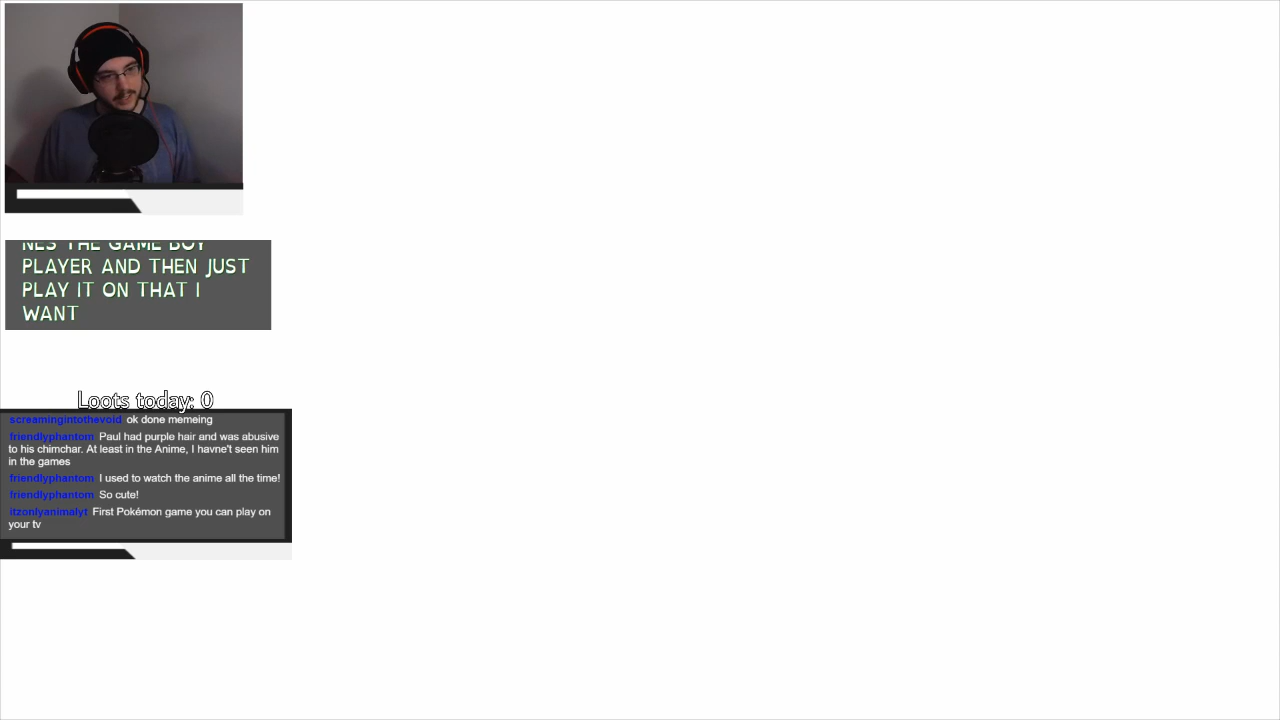 NES THE GAME BOY
PLAYER AND THEN JUST
PLAY IT ON THAT I
WANT
Loots today: 0
screamingintothevoid ok done memeing
friendlyphantom Paul had purple hair and was abusive
to his chimchar. At least in the Anime, I havne't seen him
in the games
friendlyphantom I used to watch the anime all the time!
friendlyphantom So cute!
itzonlyanimalyt First Pokémon game you can play on
your tv